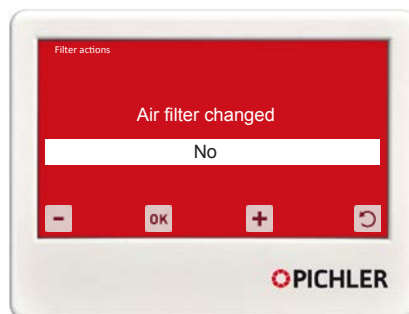 Filter actions
Air filter changed
No
- OK +
PICHLER